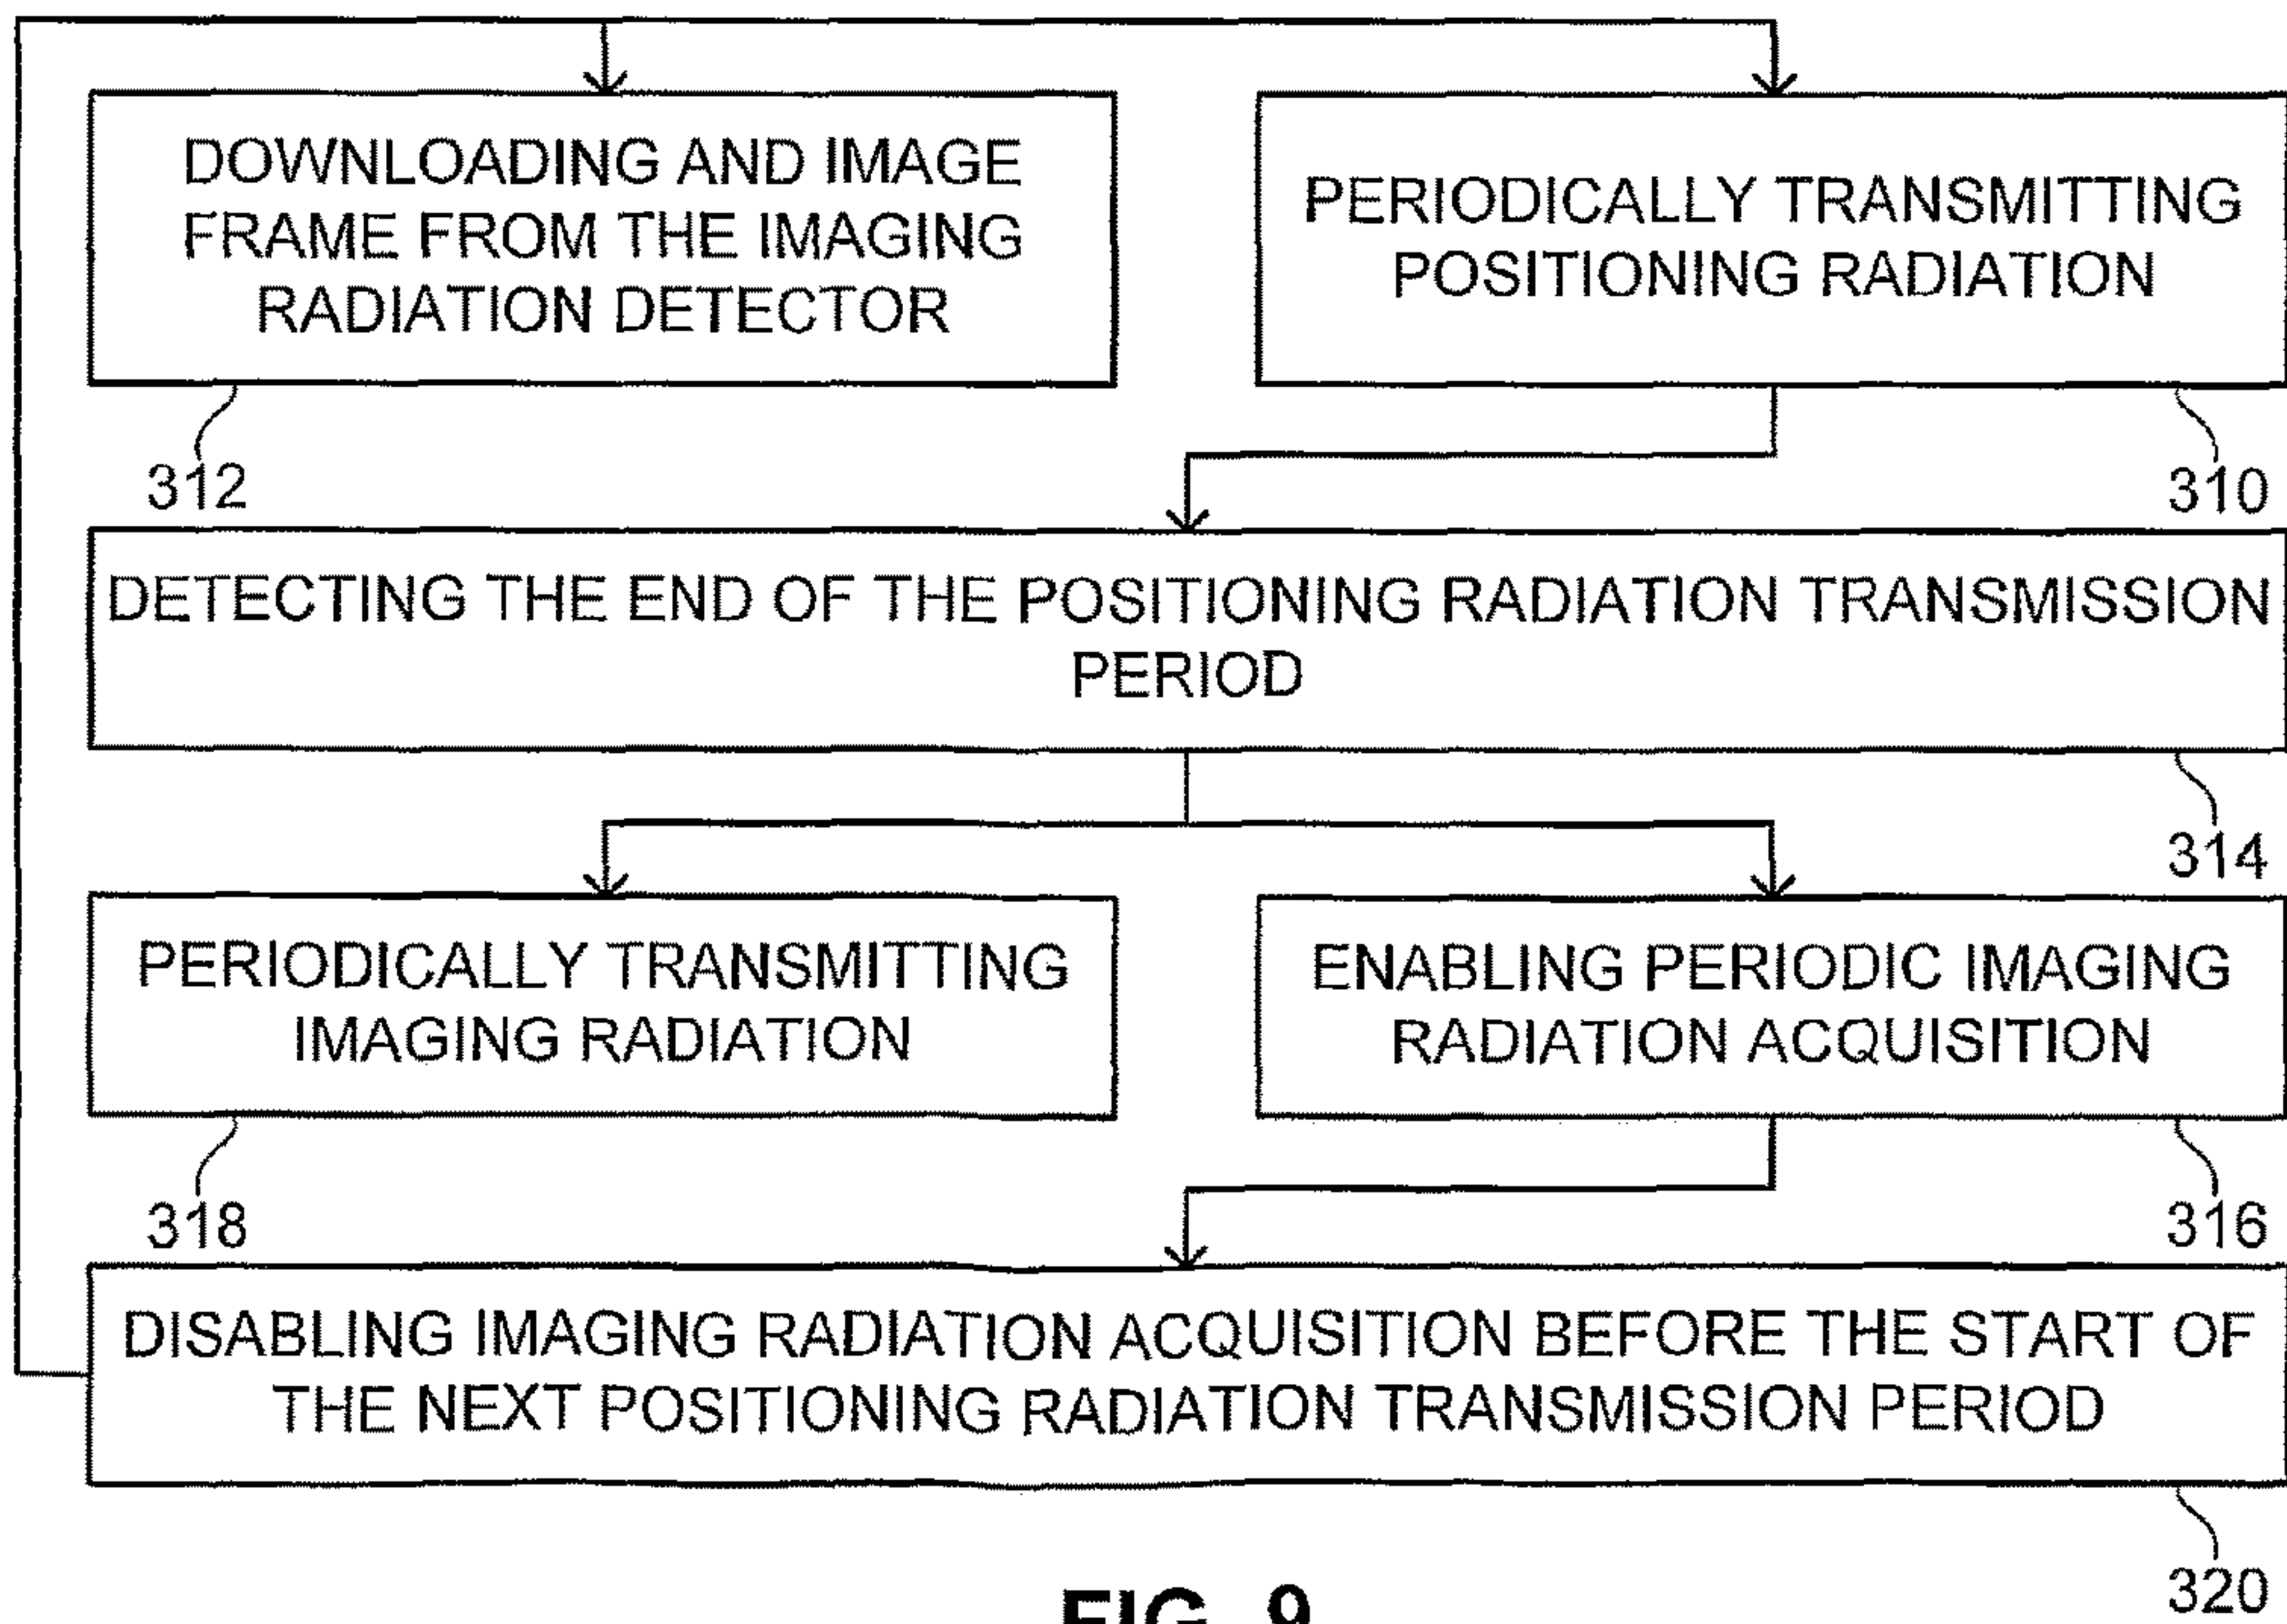 DOWNLOADING AND IMAGE
FRAME FROM THE IMAGING
RADIATION DETECTOR
312
PERIODICALLY TRANSMITTING
POSITIONING RADIATION
310
DETECTING THE END OF THE POSITIONING RADIATION TRANSMISSION
PERIOD
314
PERIODICALLY TRANSMITTING
IMAGING RADIATION
318
ENABLING PERIODIC IMAGING
RADIATION ACQUISITION
316
DISABLING IMAGING RADIATION ACQUISITION BEFORE THE START OF
THE NEXT POSITIONING RADIATION TRANSMISSION PERIOD
320
FIG. 9